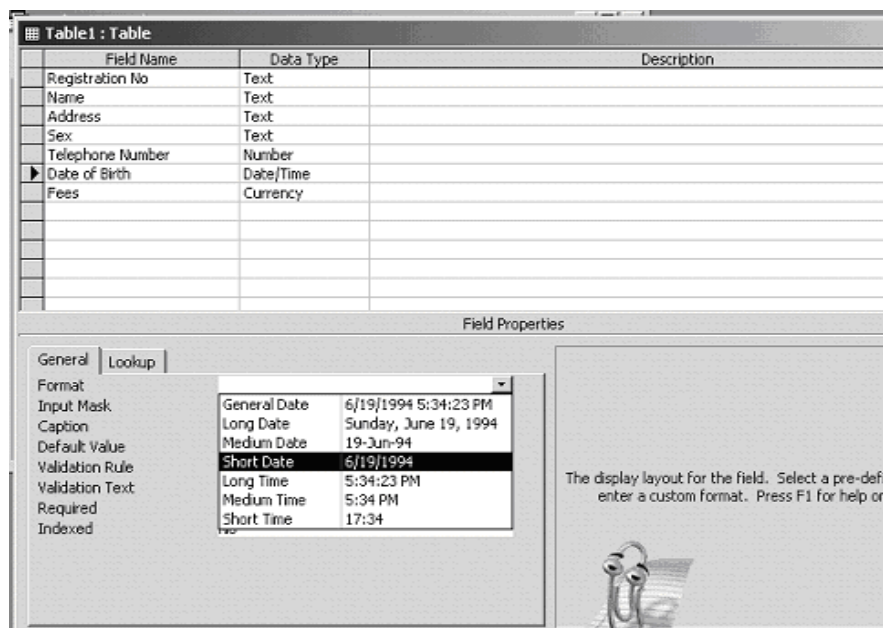 Table1 : Table
Field Name Data Type Description
Registration No Text
Name Text
Address Text
Sex Text
Telephone Number Number
Date of Birth Date/Time
Fees Currency
Field Properties
General Lookup
Format
Input Mask
Caption
Default Value
Validation Rule
Validation Text
Required
Indexed
General Date 6/19/1994 5:34:23 PM
Long Date Sunday, June 19, 1994
Medium Date 19-Jun-94
Short Date 6/19/1994
Long Time 5:34:23 PM
Medium Time 5:34 PM
Short Time 17:34
No
The display layout for the field. Select a pre-defi
enter a custom format. Press F1 for help o